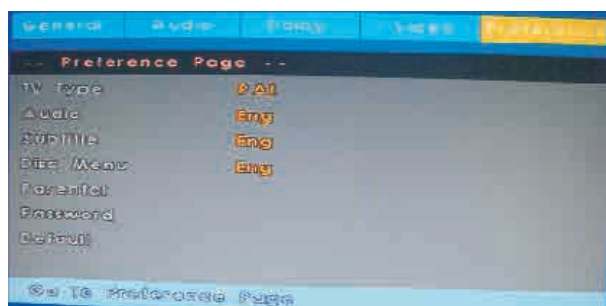 General Audio Dolby Video Preference
-- Preference Page --
TV Type PAL
Audio Eng
Subtitle Eng
Disc Menu Eng
Parental
Password
Default
Go To Preference Page